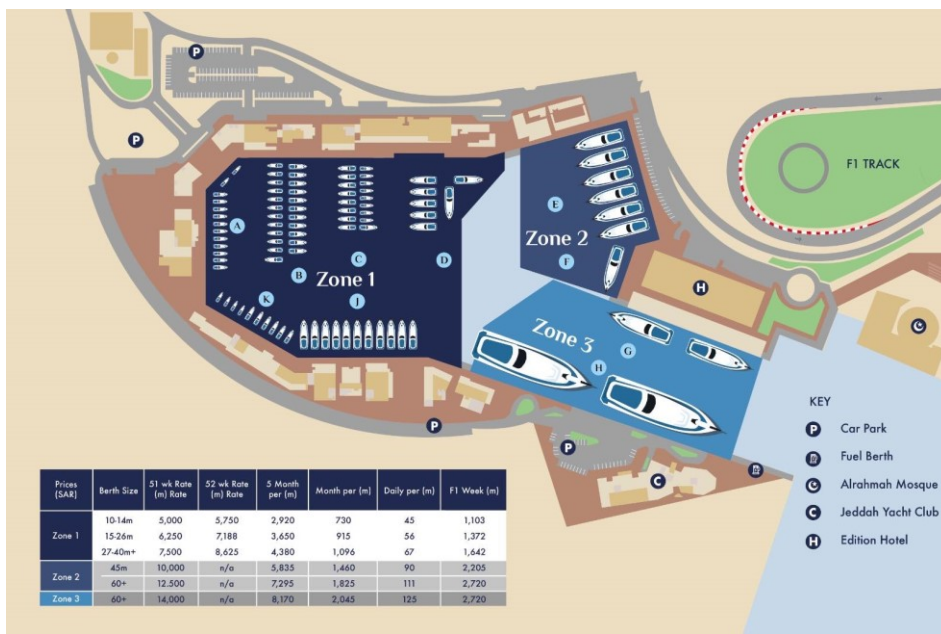 P
P
F1 TRACK
A
B
C
D
E
F
Zone 2
Zone 1
K
J
H
Zone 3
G
H
P
P
C
KEY
P Car Park
Fuel Berth
Alrahmah Mosque
C Jeddah Yacht Club
H Edition Hotel
Prices (SAR) Berth Size 51 wk Rate (m) Rate 52 wk Rate (m) Rate 5 Month per (m) Month per (m) Daily per (m) F1 Week (m)
Zone 1 10-14m 5,000 5,750 2,920 730 45 1,103
15-26m 6,250 7,188 3,650 915 56 1,372
27-40m+ 7,500 8,625 4,380 1,096 67 1,642
Zone 2 45m 10,000 n/a 5,835 1,460 90 2,205
60+ 12.500 n/a 7,295 1,825 111 2,720
Zone 3 60+ 14,000 n/a 8,170 2,045 125 2,720